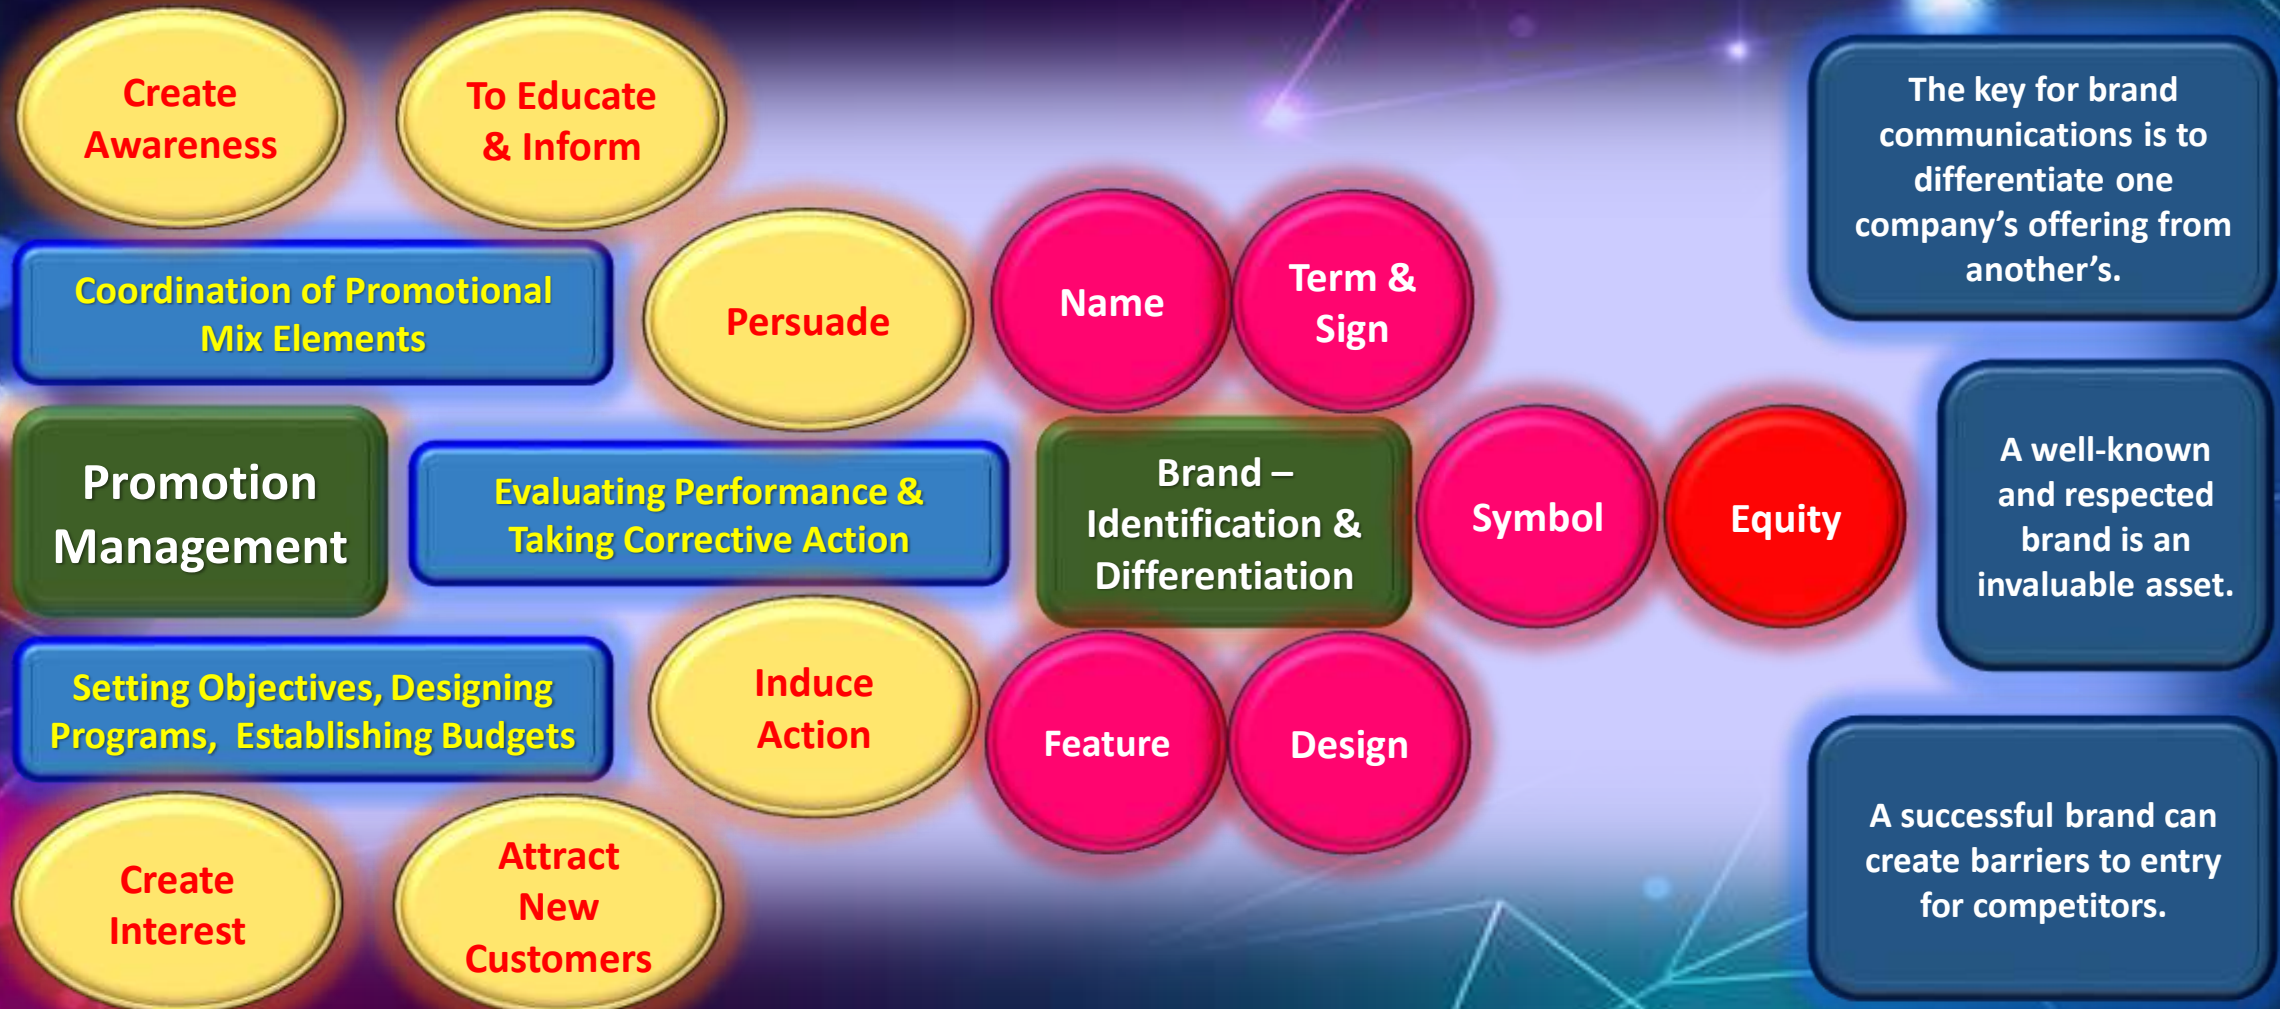 Create
Awareness
To Educate
& Inform
Coordination of Promotional
Mix Elements
Persuade
Promotion
Management
Evaluating Performance &
Taking Corrective Action
Setting Objectives, Designing
Programs, Establishing Budgets
Induce
Action
Create
Interest
Attract
New
Customers
Name
Term &
Sign
Brand –
Identification &
Differentiation
Symbol
Equity
Feature
Design
The key for brand
communications is to
differentiate one
company’s offering from
another’s.
A well-known
and respected
brand is an
invaluable asset.
A successful brand can
create barriers to entry
for competitors.